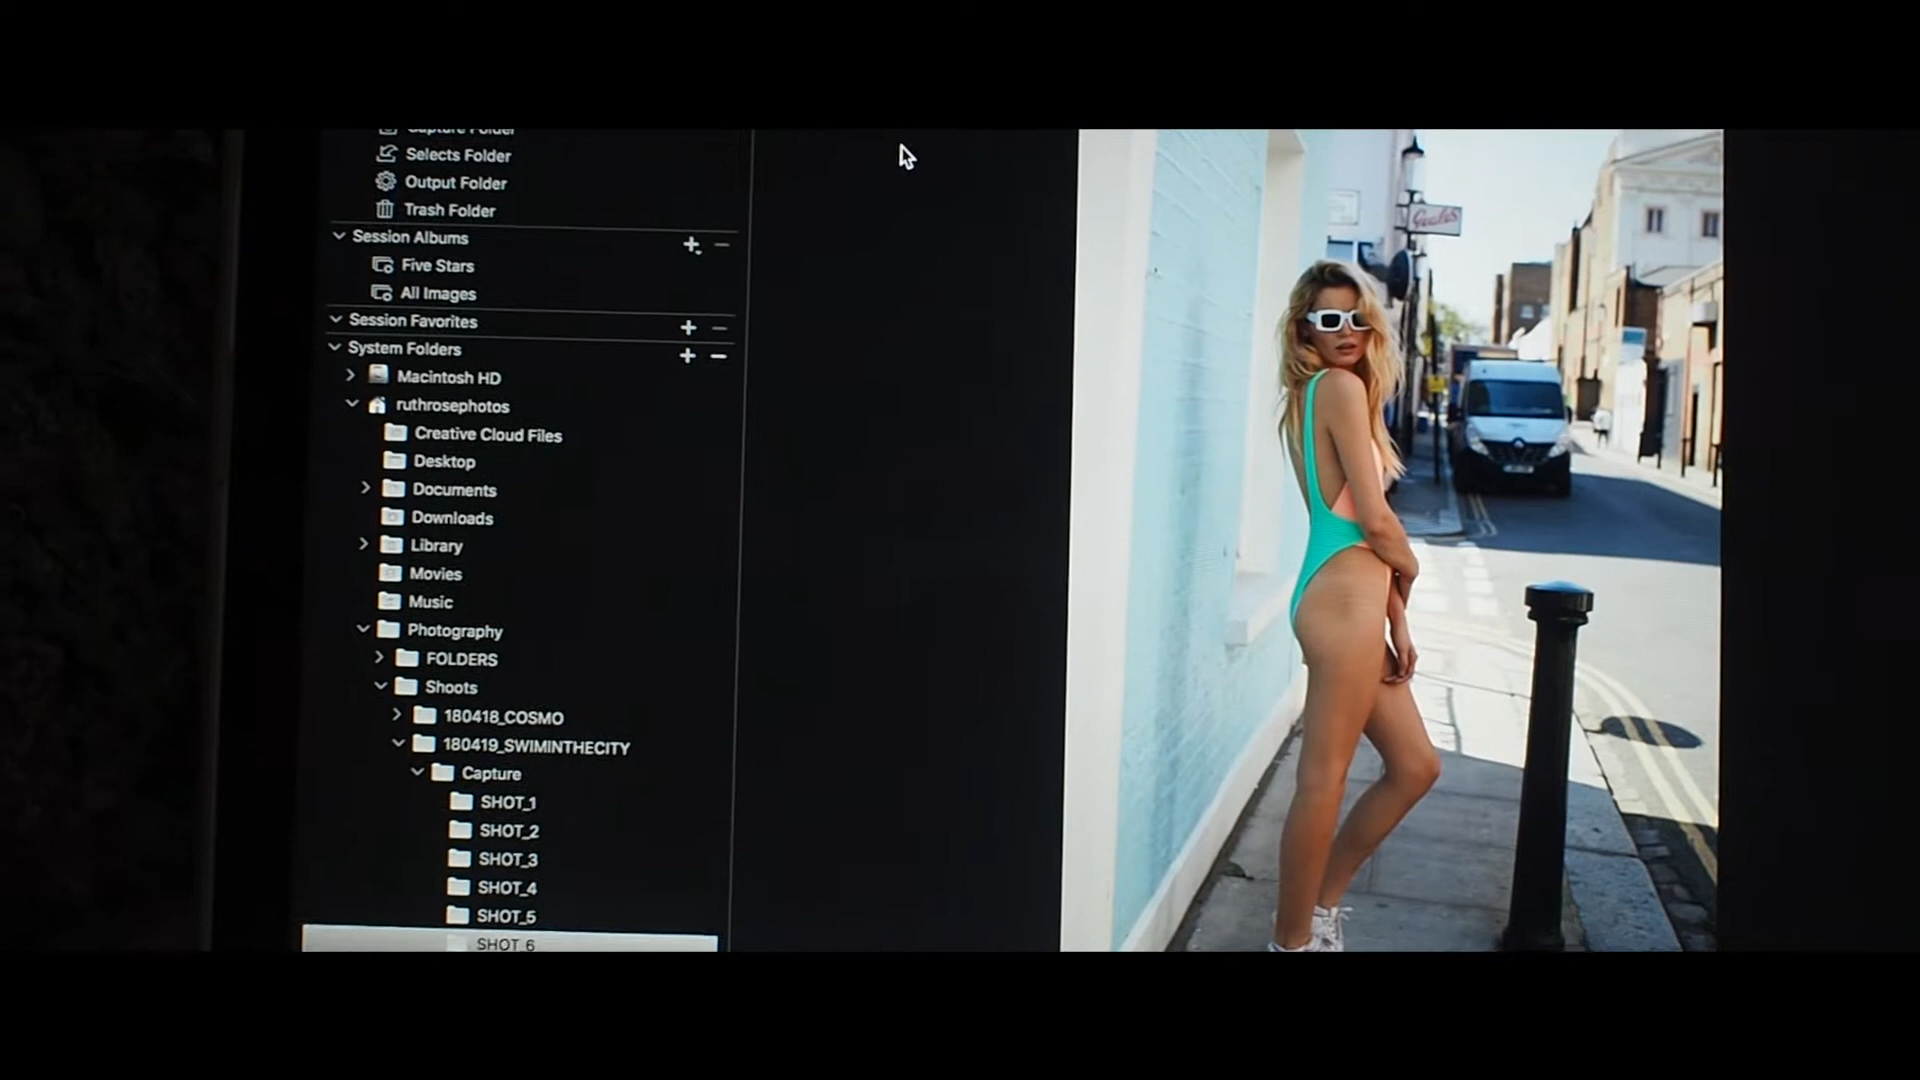 Capture Folder
Selects Folder
Output Folder
Trash Folder
Session Albums
Five Stars
All Images
Session Favorites
System Folders
Macintosh HD
ruthrosephotos
Creative Cloud Files
Desktop
Documents
Downloads
Library
Movies
Music
Photography
FOLDERS
Shoots
180418_COSMO
180419_SWIMINTHECITY
Capture
SHOT_1
SHOT_2
SHOT_3
SHOT_4
SHOT_5
SHOT_6